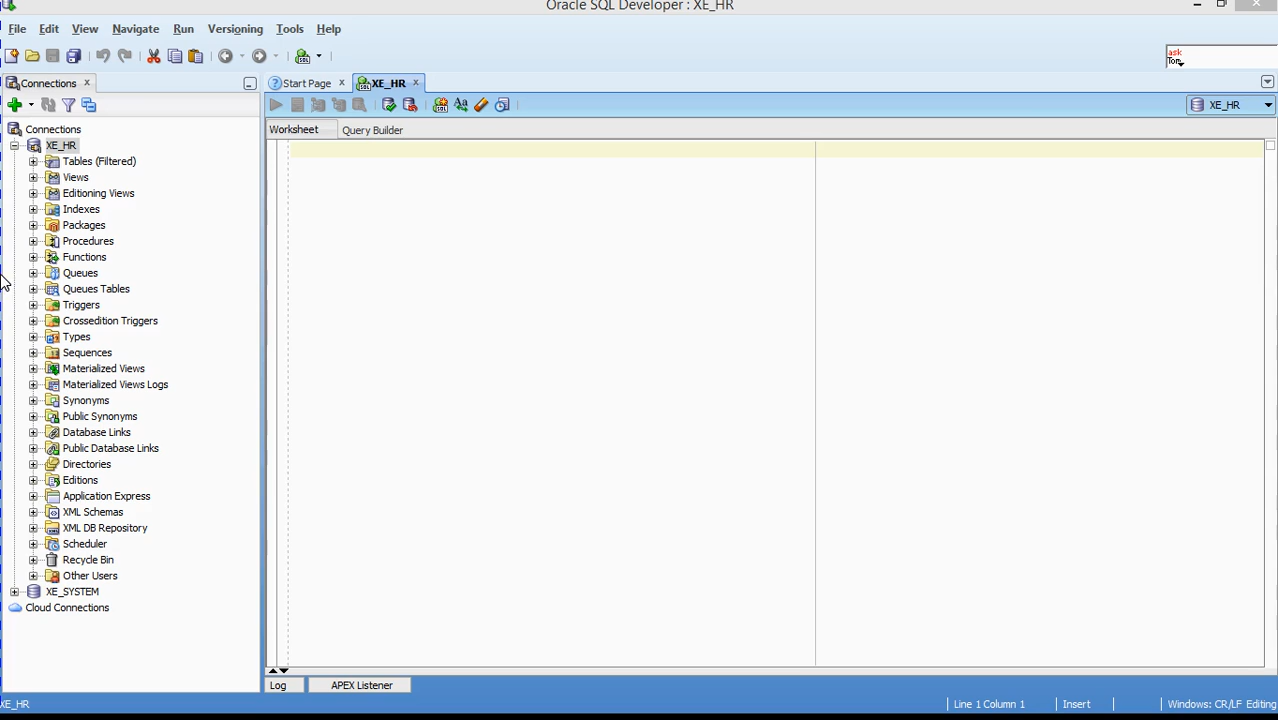 Oracle SQL Developer : XE_HR
File Edit View Navigate Run Versioning Tools Help
ask
Tom
Connections
Start Page
XE_HR
XE_HR
Worksheet
Query Builder
Connections
XE_HR
Tables (Filtered)
Views
Editioning Views
Indexes
Packages
Procedures
Functions
Queues
Queues Tables
Triggers
Crossedition Triggers
Types
Sequences
Materialized Views
Materialized Views Logs
Synonyms
Public Synonyms
Database Links
Public Database Links
Directories
Editions
Application Express
XML Schemas
XML DB Repository
Scheduler
Recycle Bin
Other Users
XE_SYSTEM
Cloud Connections
Log
APEX Listener
XE_HR
Line 1 Column 1
Insert
Windows: CR/LF Editing